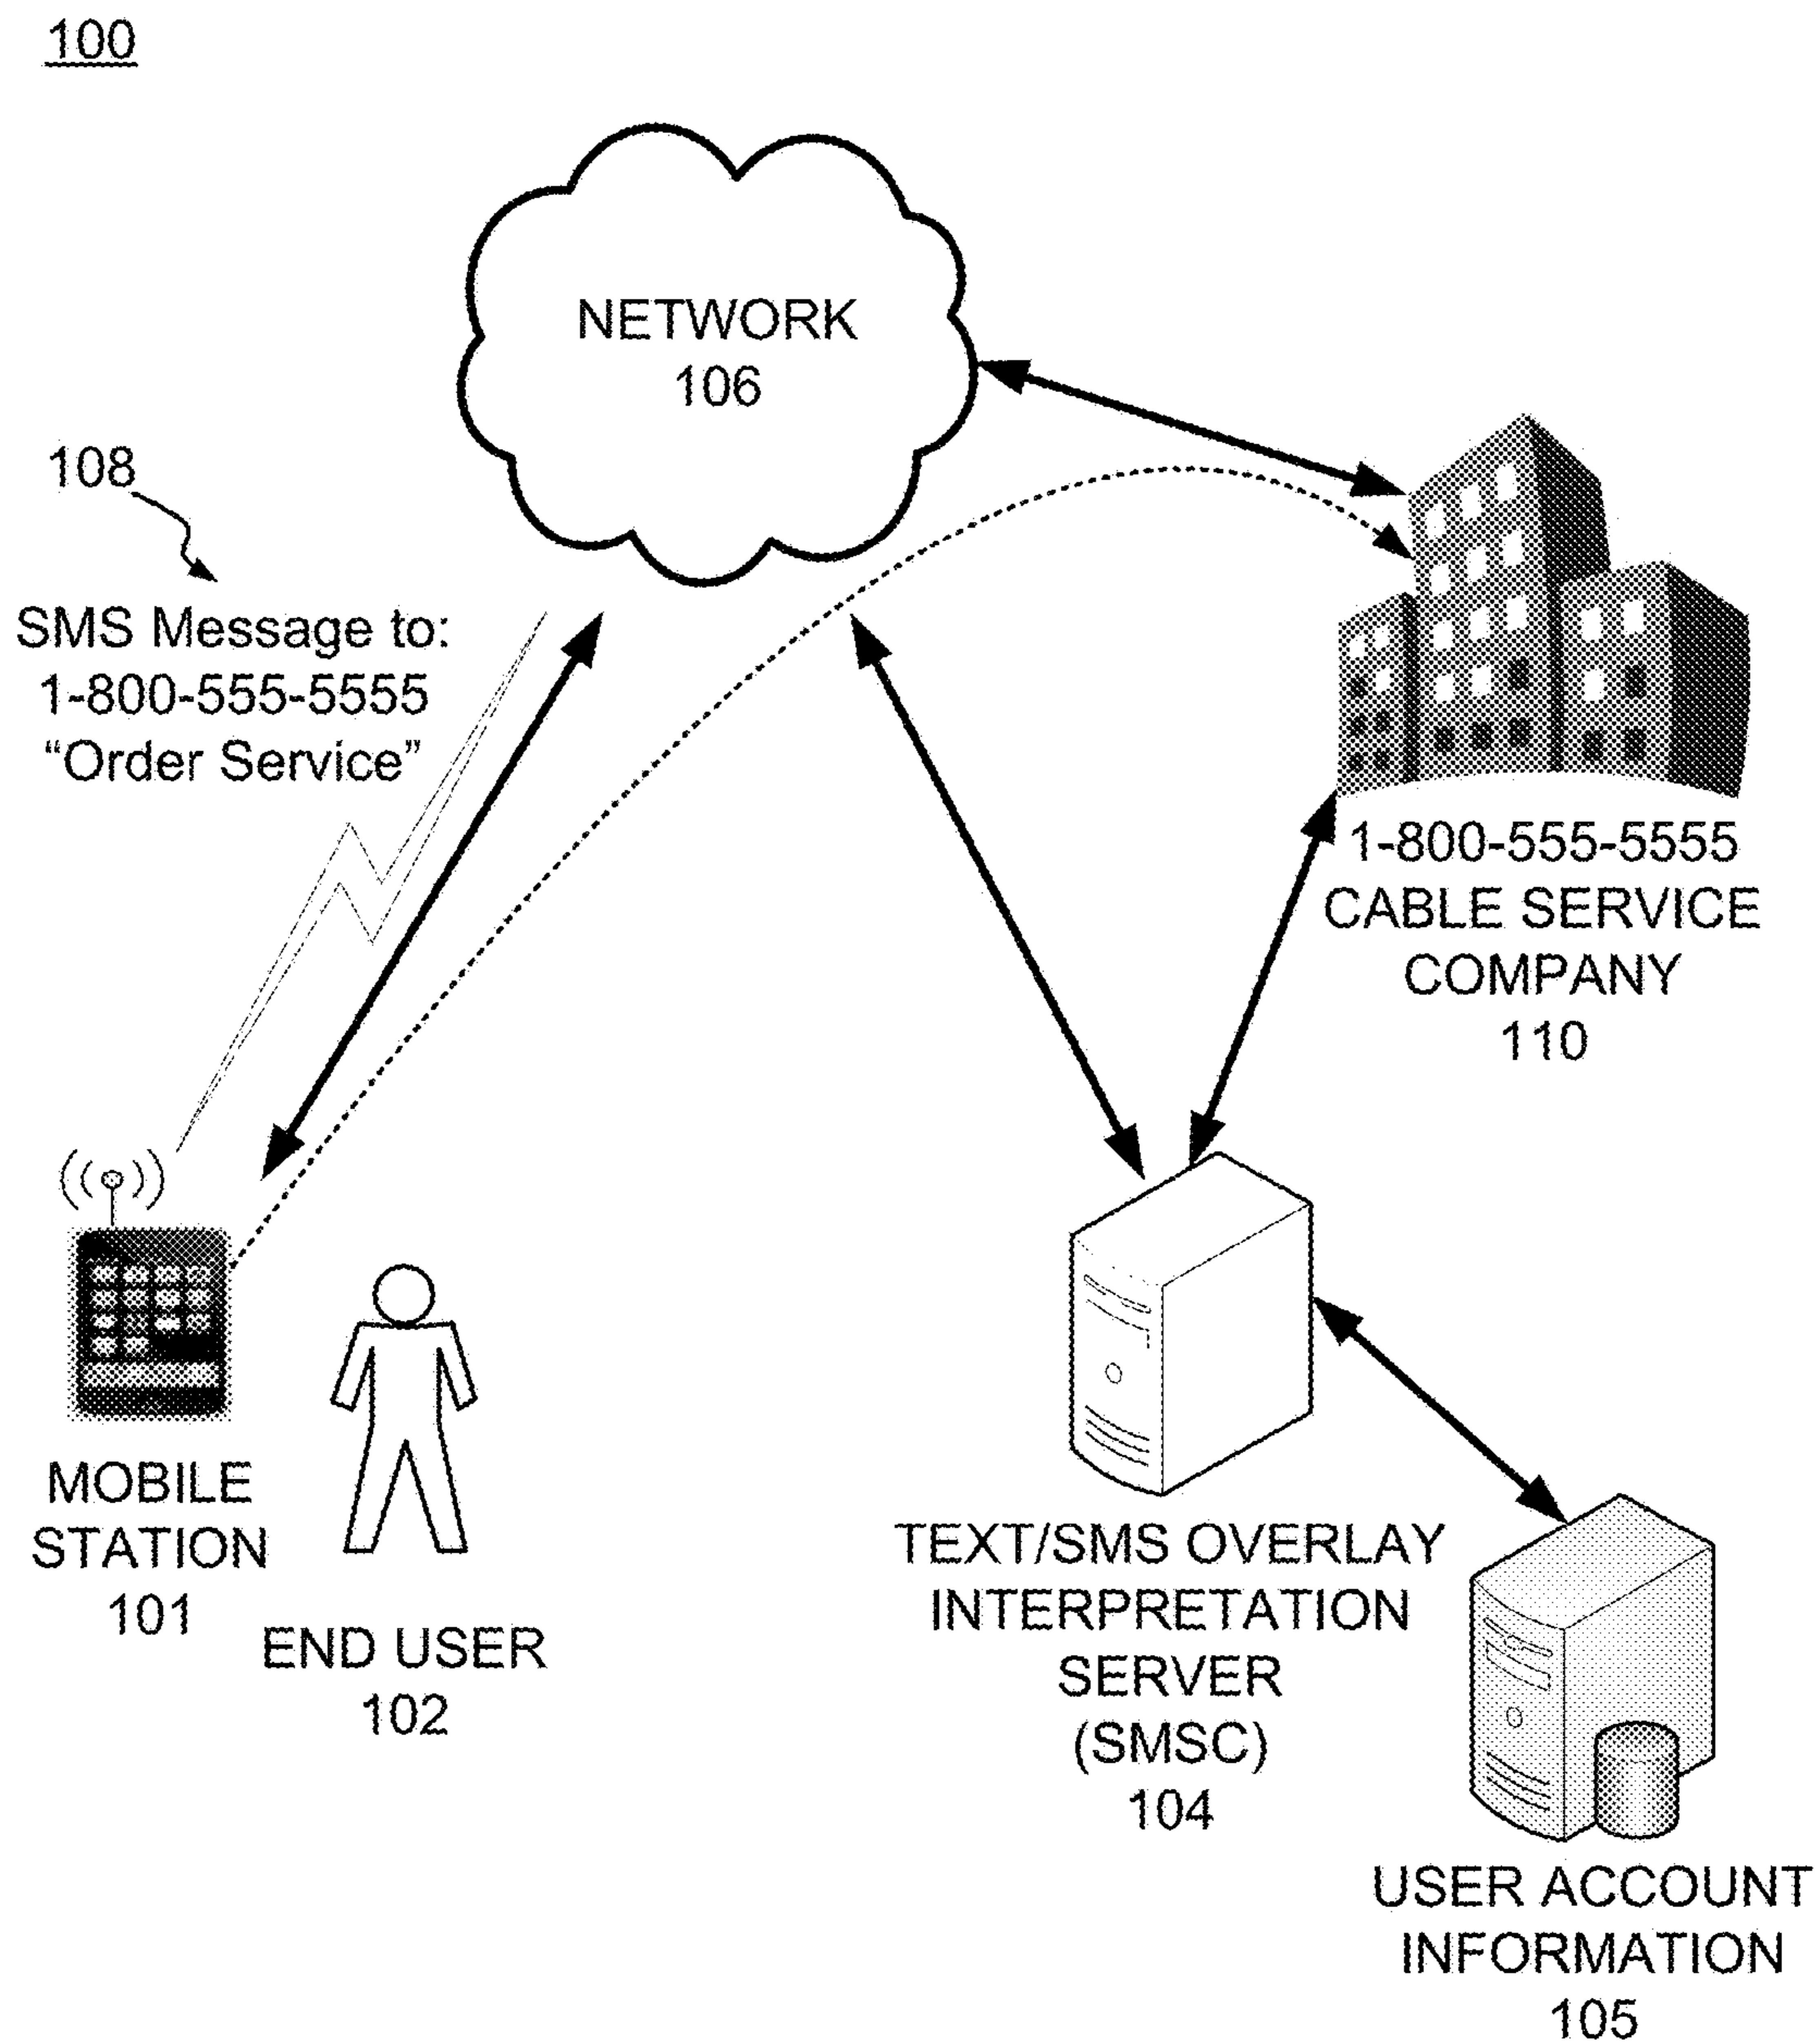 100
NETWORK
106
108
SMS Message to:
1-800-555-5555
“Order Service”
1-800-555-5555
CABLE SERVICE
COMPANY
110
MOBILE
STATION
101
END USER
102
TEXT/SMS OVERLAY
INTERPRETATION
SERVER
(SMSC)
104
USER ACCOUNT
INFORMATION
105